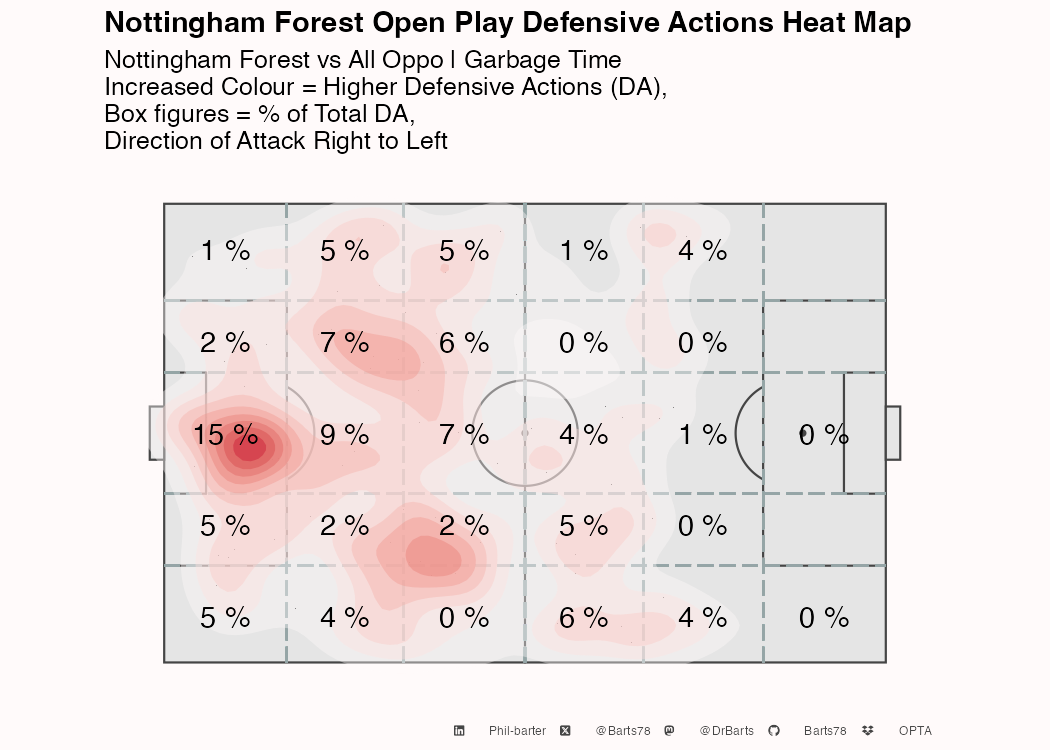 Nottingham Forest Open Play Defensive Actions Heat Map
Nottingham Forest vs All Oppo | Garbage Time
Increased Colour = Higher Defensive Actions (DA),
Box figures = % of Total DA,
Direction of Attack Right to Left
1 % 5 % 5 % 1 % 4 %
2 % 7 % 6 % 0 % 0 %
15 % 9 % 7 % 4 % 1 % 0 %
5 % 2 % 2 % 5 % 0 %
5 % 4 % 0 % 6 % 4 % 0 %
Phil-barter @Barts78 @DrBarts Barts78 OPTA